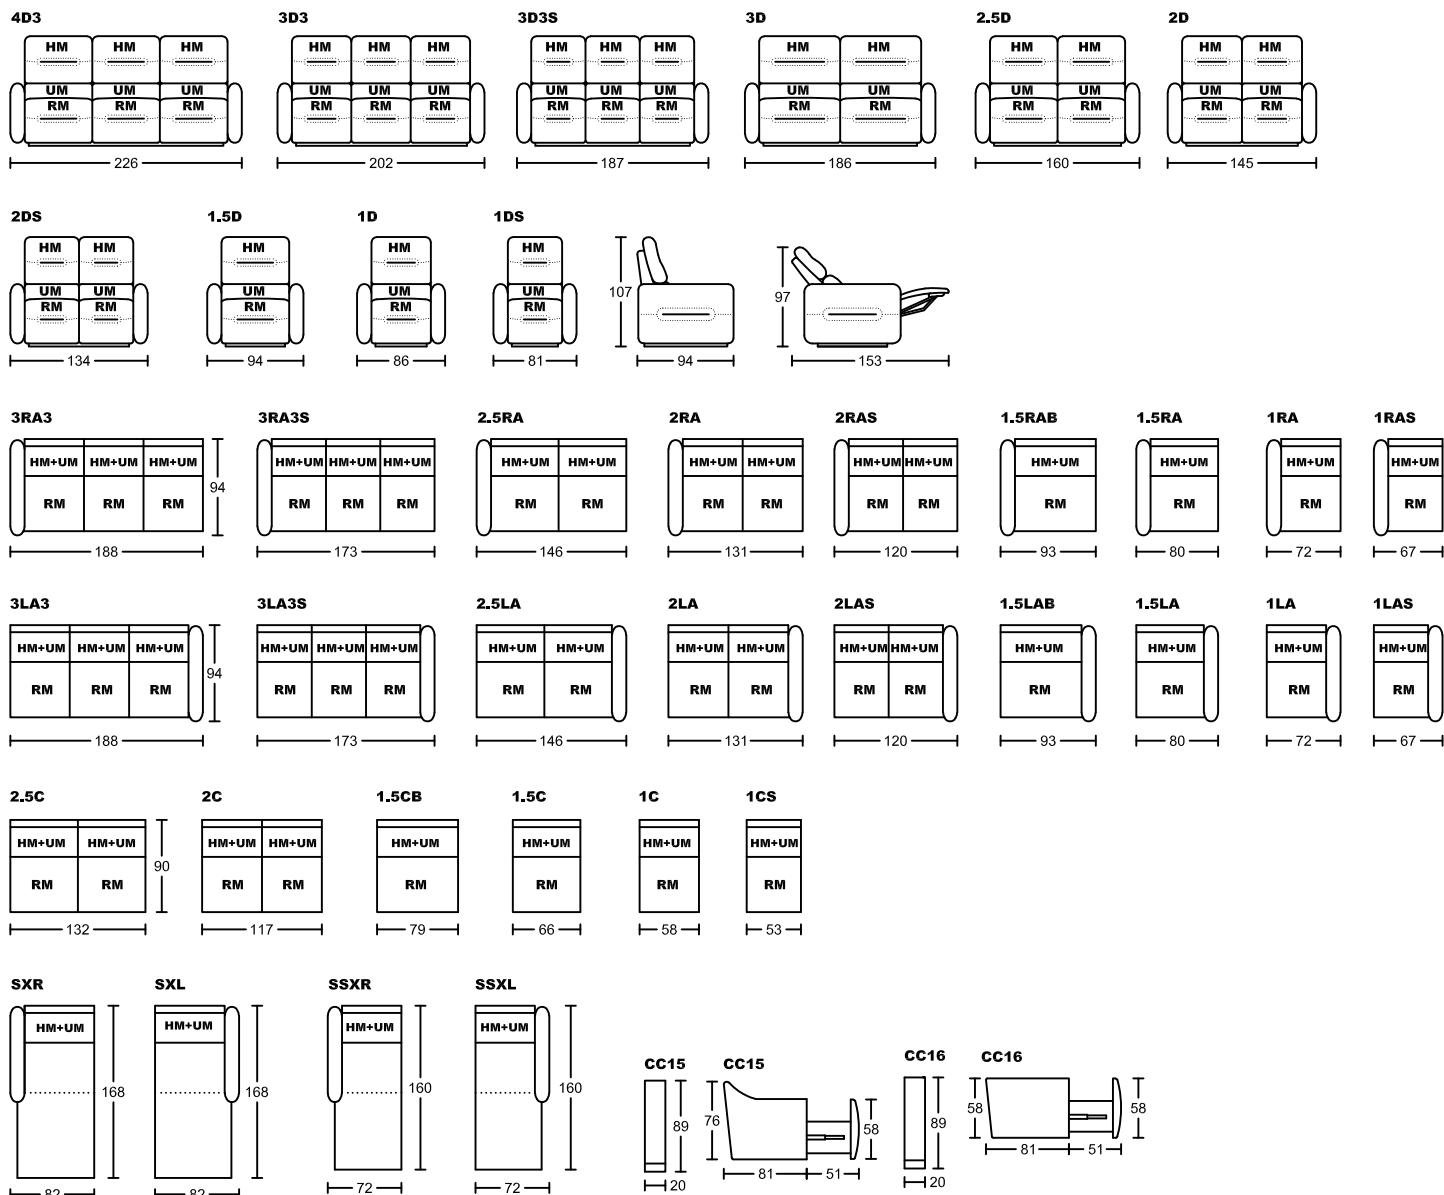 4D3 3D3 3D3S 3D 2.5D 2D
HM HM HM HM HM HM HM HM HM HM HM HM HM HM HM
UM UM UM UM UM UM UM UM UM UM UM UM UM UM UM
RM RM RM RM RM RM RM RM RM RM RM RM RM RM RM
226 202 187 186 160 145
2DS 1.5D 1D 1DS
HM HM HM HM HM
UM UM UM UM UM
RM RM RM RM RM
107 97
134 94 86 81 94 153
3RA3 3RA3S 2.5RA 2RA 2RAS 1.5RAB 1.5RA 1RA 1RAS
HM+UM HM+UM HM+UM HM+UM HM+UM HM+UM HM+UM HM+UM HM+UM HM+UM HM+UM HM+UM HM+UM HM+UM HM+UM HM+UM
94
RM RM RM RM RM RM RM RM RM RM RM RM RM RM RM RM
188 173 146 131 120 93 80 72 67
3LA3 3LA3S 2.5LA 2LA 2LAS 1.5LAB 1.5LA 1LA 1LAS
HM+UM HM+UM HM+UM HM+UM HM+UM HM+UM HM+UM HM+UM HM+UM HM+UM HM+UM HM+UM HM+UM HM+UM HM+UM HM+UM
94
RM RM RM RM RM RM RM RM RM RM RM RM RM RM RM RM
188 173 146 131 120 93 80 72 67
2.5C 2C 1.5CB 1.5C 1C 1CS
HM+UM HM+UM HM+UM HM+UM HM+UM HM+UM HM+UM HM+UM
90
RM RM RM RM RM RM RM RM
132 117 79 66 58 53
SXR SXL SSXR SSXL
HM+UM HM+UM HM+UM HM+UM
168 168 160 160
82 82 72 72
CC15 CC15 CC16 CC16
89 76 58 89 58 58
20 81 51 20 81 51